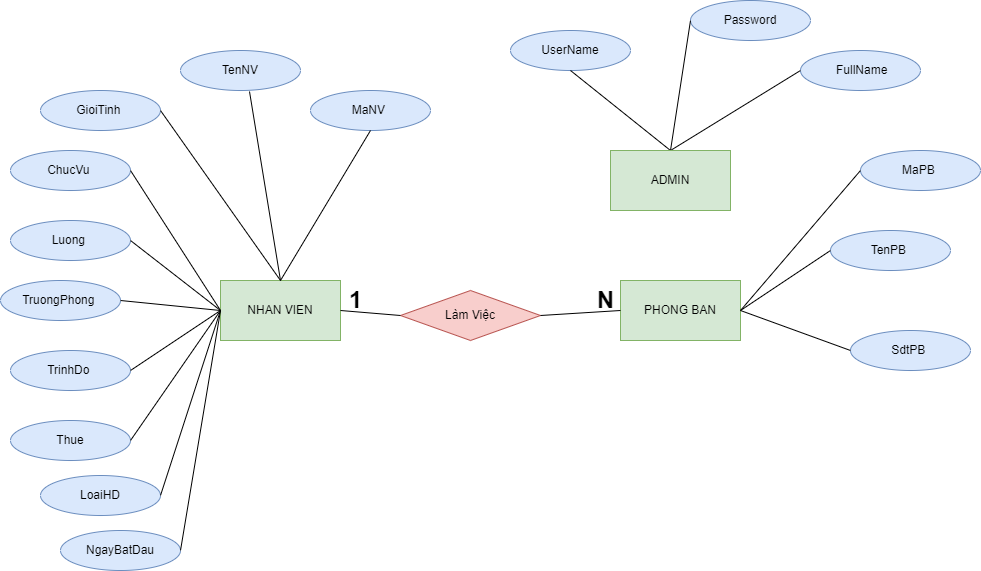 Password
UserName
FullName
TenNV
GioiTinh
MaNV
ChucVu
ADMIN
MaPB
Luong
TenPB
TruongPhong
NHAN VIEN
1
Lám Việc
N
PHONG BAN
SdtPB
TrinhDo
Thue
LoaiHD
NgayBatDau